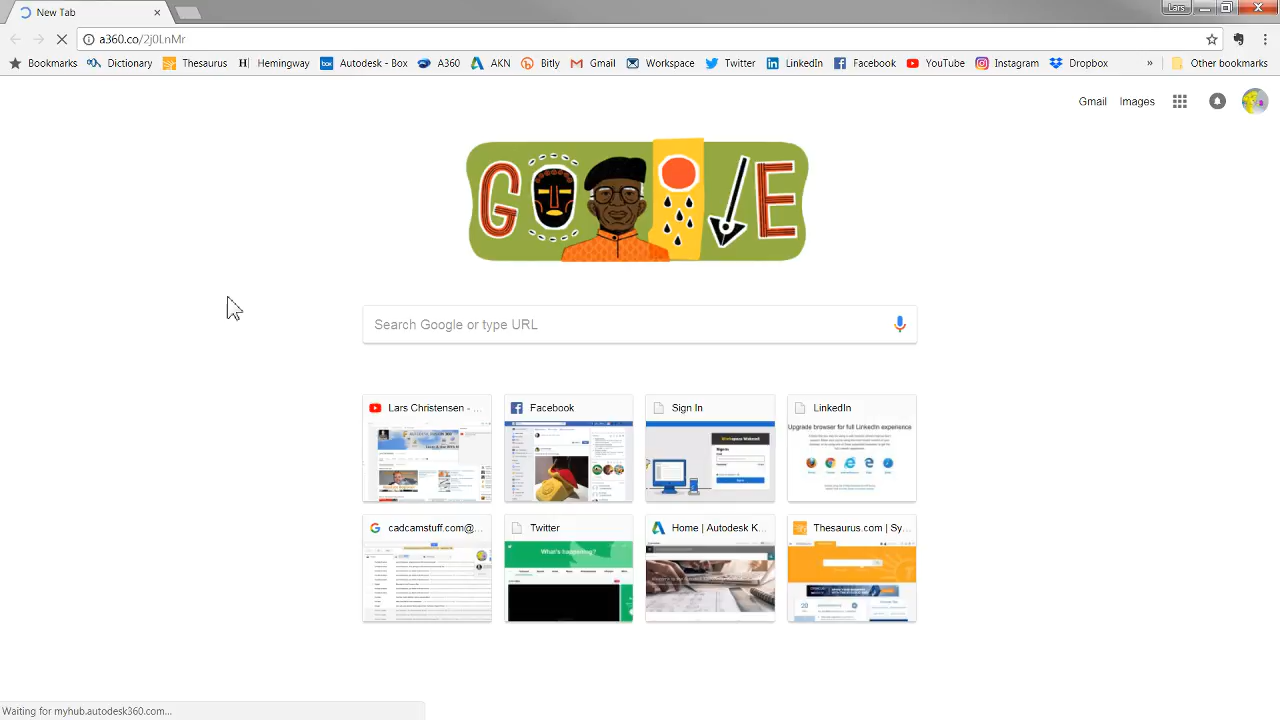 New Tab
Lars
a360.co/2j0LnMr
Bookmarks Dictionary Thesaurus Hemingway Autodesk - Box A360 AKN Bitly Gmail Workspace Twitter LinkedIn Facebook YouTube Instagram Dropbox » Other bookmarks
Gmail Images
Search Google or type URL
Lars Christensen - ...
Facebook
Sign In
LinkedIn
Upgrade browser for full LinkedIn experience
cadcamstuff.com@...
Twitter
Home | Autodesk K...
Thesaurus.com | Sy...
What's happening?
Waiting for myhub.autodesk360.com...